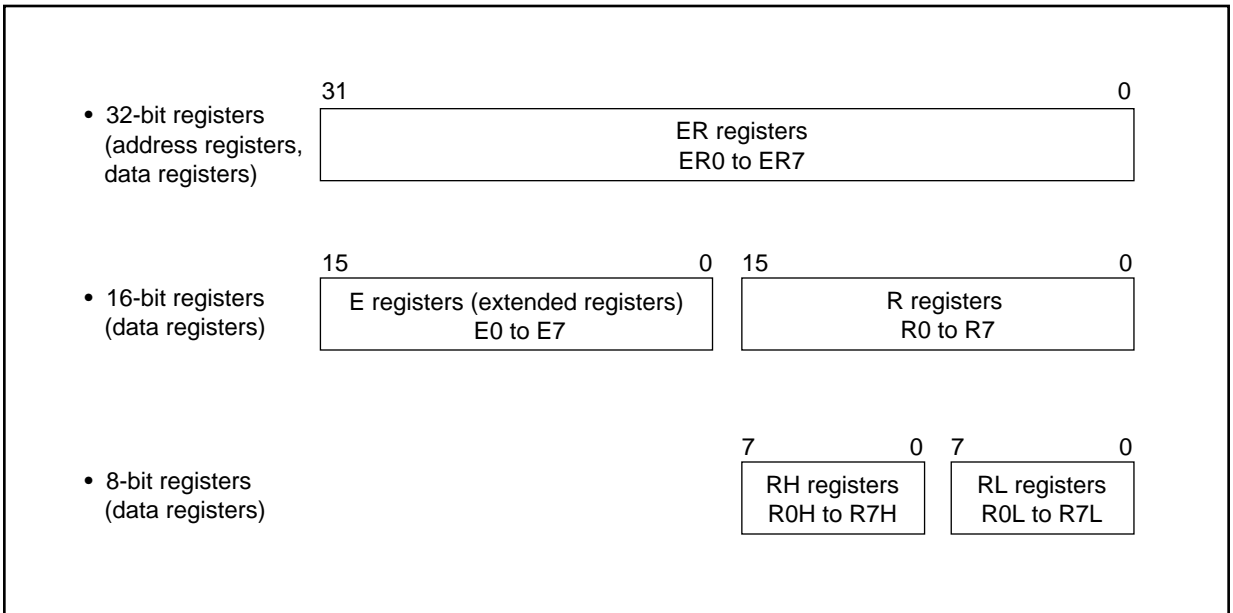 31 0
• 32-bit registers
(address registers,
data registers)
ER registers
ER0 to ER7
15 0 15 0
• 16-bit registers
(data registers)
E registers (extended registers)
E0 to E7
R registers
R0 to R7
7 0 7 0
• 8-bit registers
(data registers)
RH registers
R0H to R7H
RL registers
R0L to R7L